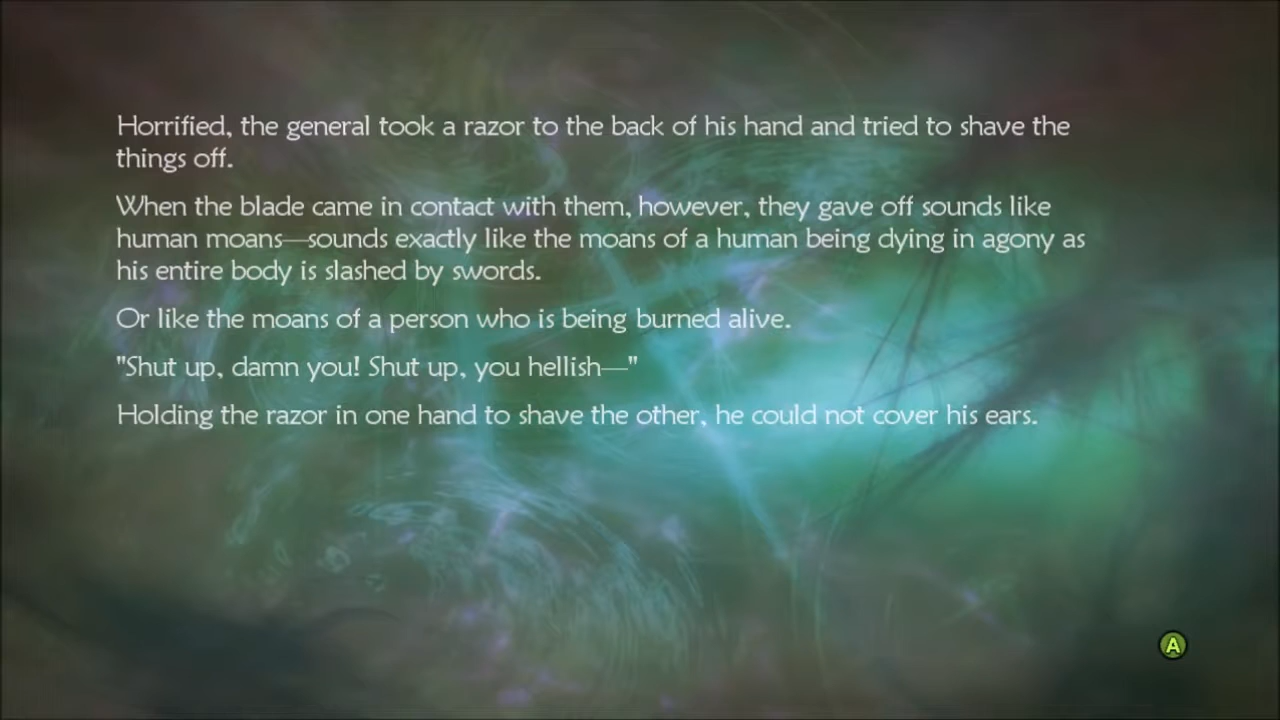 Horrified, the general took a razor to the back of his hand and tried to shave the
things off.
When the blade came in contact with them, however, they gave off sounds like
human moans—sounds exactly like the moans of a human being dying in agony as
his entire body is slashed by swords.
Or like the moans of a person who is being burned alive.
"Shut up, damn you! Shut up, you hellish—"
Holding the razor in one hand to shave the other, he could not cover his ears.
A